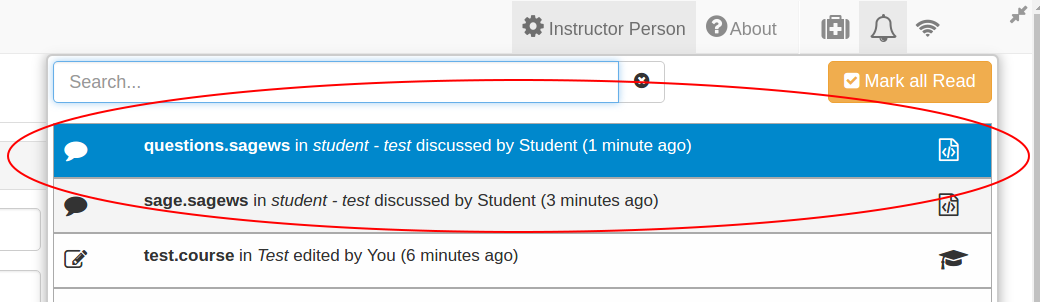 Instructor Person About
Search... Mark all Read
questions.sagews in student - test discussed by Student (1 minute ago)
sage.sagews in student - test discussed by Student (3 minutes ago)
test.course in Test edited by You (6 minutes ago)